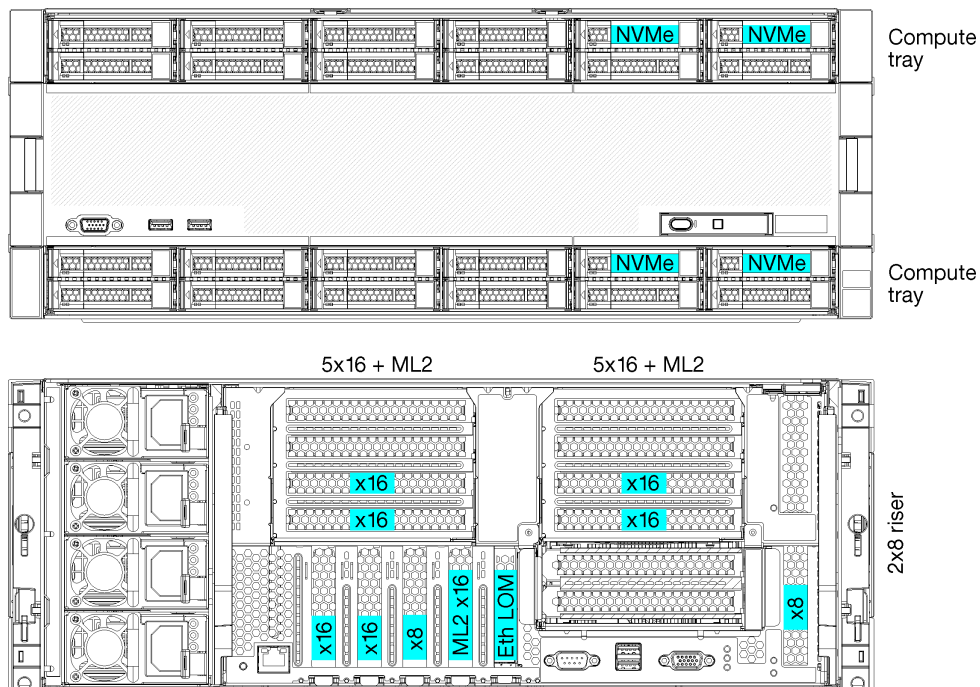 NVMe NVMe
Compute
tray
NVMe NVMe
Compute
tray
5x16 + ML2 5x16 + ML2
x16 x16
x16 x16
2x8 riser
x16
x16
x8
ML2 x16
Eth LOM
x8